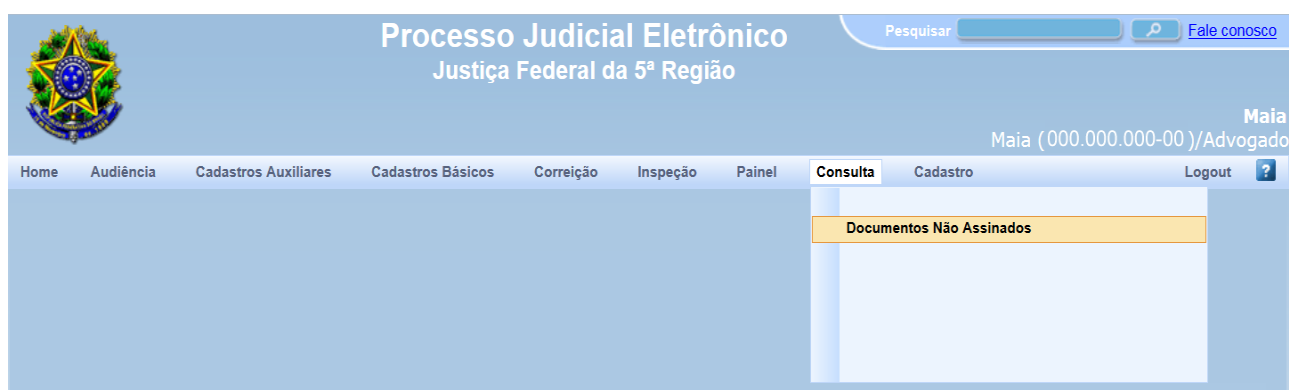 Processo Judicial Eletrônico
Justiça Federal da 5ª Região
Pesquisar Fale conosco
Maia
Maia (000.000.000-00 )/Advogado
Home Audiência Cadastros Auxiliares Cadastros Básicos Correição Inspeção Painel Consulta Cadastro Logout ?
Documentos Não Assinados